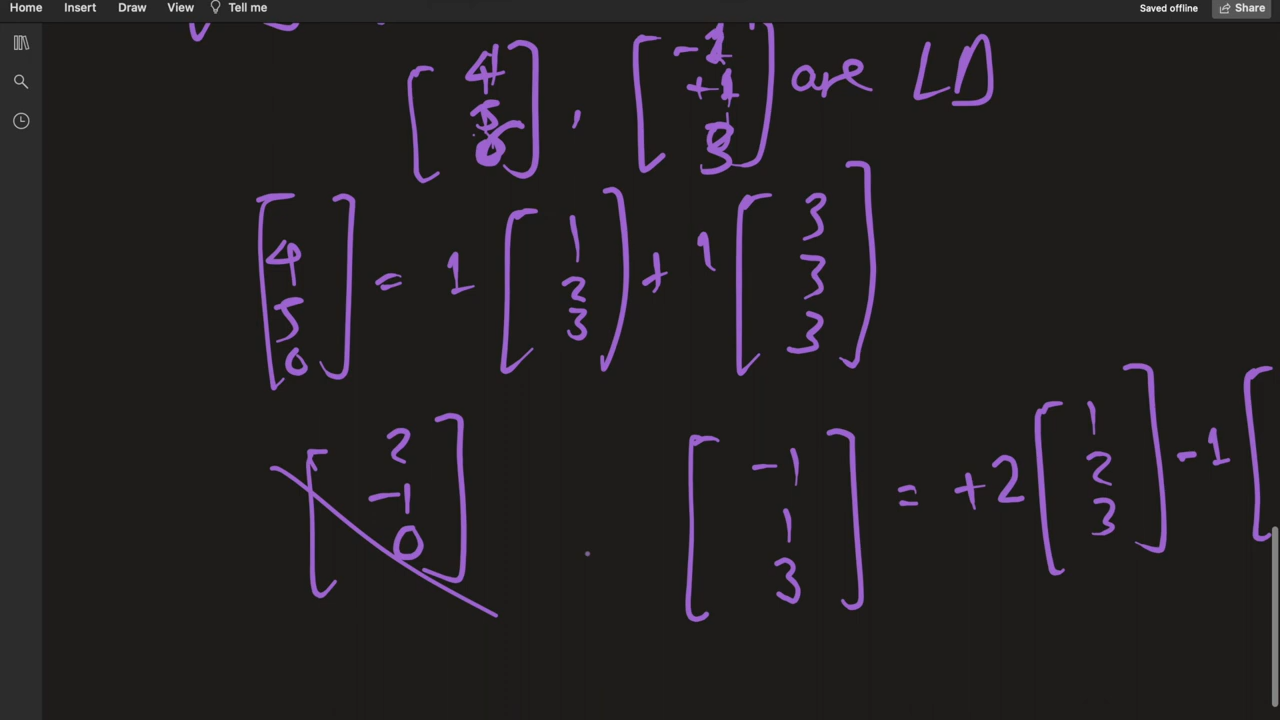 Home Insert Draw View Tell me Saved offline Share
[4 5 0], [-1 +1 3] are LD
[4 5 0] = 1 [1 2 3] + 1 [3 3 3]
[2 -1 0] [-1 1 3] = +2 [1 2 3] -1 [